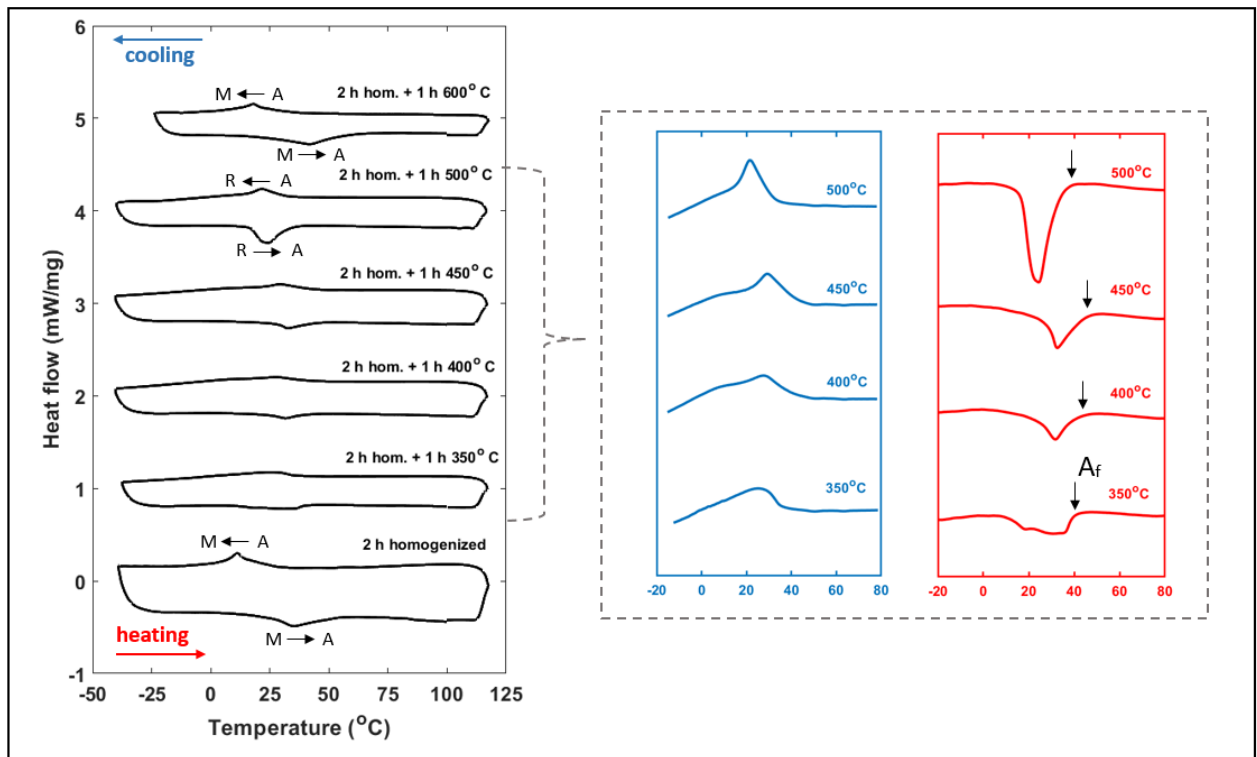 6
5
4
3
2
1
0
-1
Heat flow (mW/mg)
cooling
M ← A
2 h hom. + 1 h 600° C
M → A
R ← A
2 h hom. + 1 h 500° C
R → A
2 h hom. + 1 h 450° C
2 h hom. + 1 h 400° C
2 h hom. + 1 h 350° C
M ← A
2 h homogenized
M → A
heating
-50 -25 0 25 50 75 100 125
Temperature (°C)
500°C
450°C
400°C
350°C
-20 0 20 40 60 80
500°C
450°C
400°C
Af
350°C
-20 0 20 40 60 80